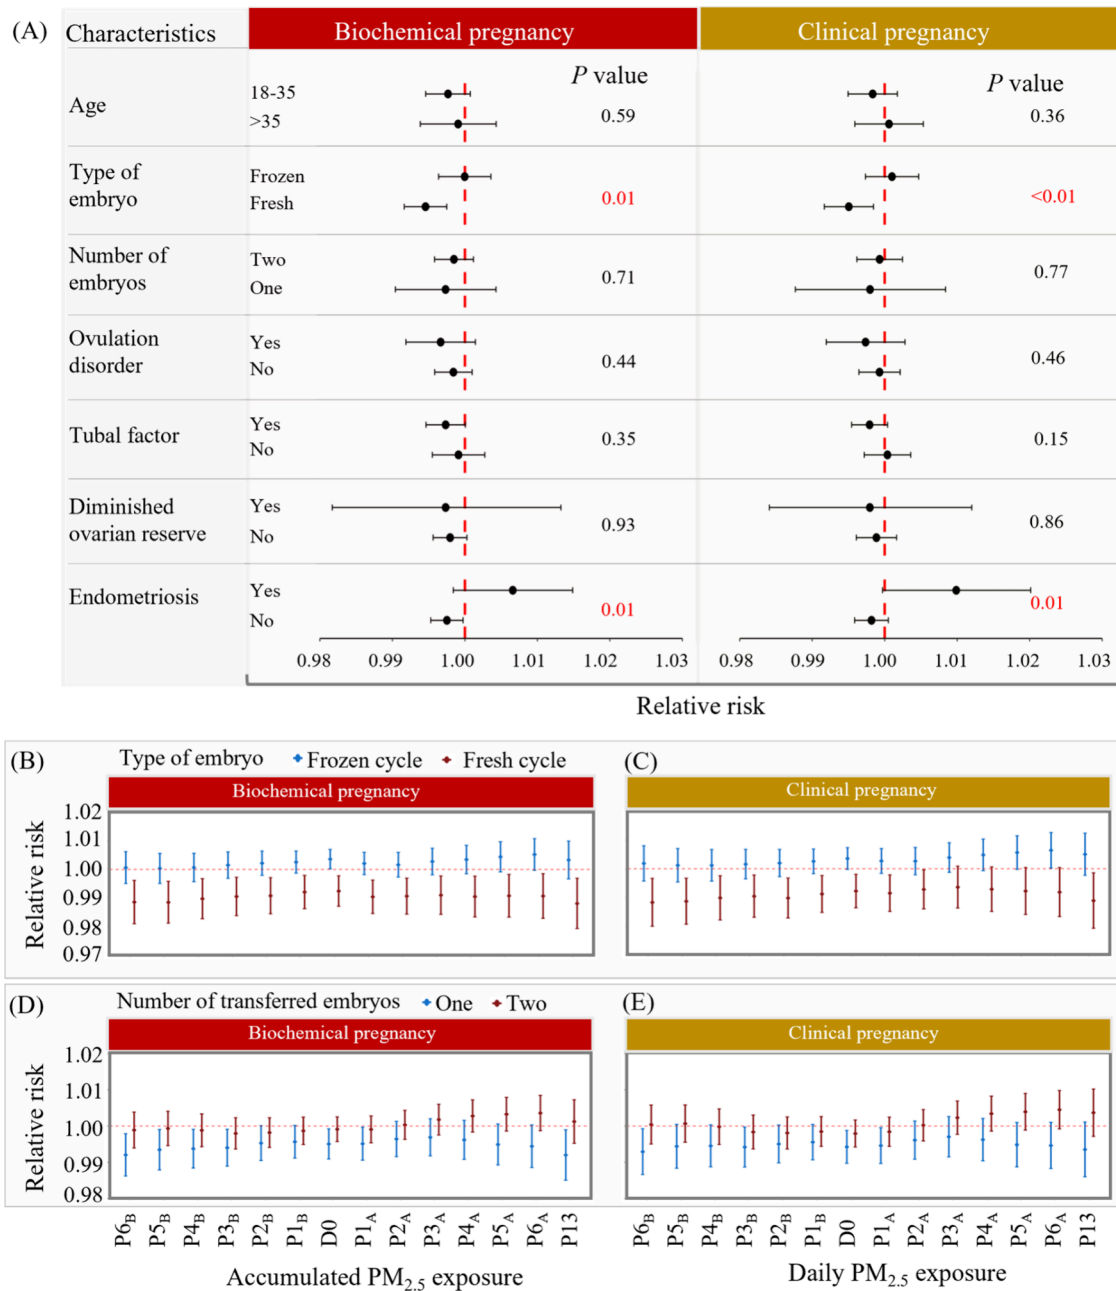 (A)
Characteristics
Biochemical pregnancy
Clinical pregnancy
P value
P value
Age
18-35
>35
0.59
0.36
Type of
embryo
Frozen
Fresh
0.01
<0.01
Number of
embryos
Two
One
0.71
0.77
Ovulation
disorder
Yes
No
0.44
0.46
Tubal factor
Yes
No
0.35
0.15
Diminished
ovarian reserve
Yes
No
0.93
0.86
Endometriosis
Yes
No
0.01
0.01
0.98 0.99 1.00 1.01 1.02 1.03
0.98 0.99 1.00 1.01 1.02 1.03
Relative risk
(B)
Type of embryo Frozen cycle Fresh cycle
Biochemical pregnancy
Relative risk
1.02
1.01
1.00
0.99
0.98
0.97
(C)
Clinical pregnancy
(D)
Number of transferred embryos One Two
Biochemical pregnancy
Relative risk
1.02
1.01
1.00
0.99
0.98
P6B P5B P4B P3B P2B P1B D0 P1A P2A P3A P4A P5A P6A P13
Accumulated PM2.5 exposure
(E)
Clinical pregnancy
P6B P5B P4B P3B P2B P1B D0 P1A P2A P3A P4A P5A P6A P13
Daily PM2.5 exposure